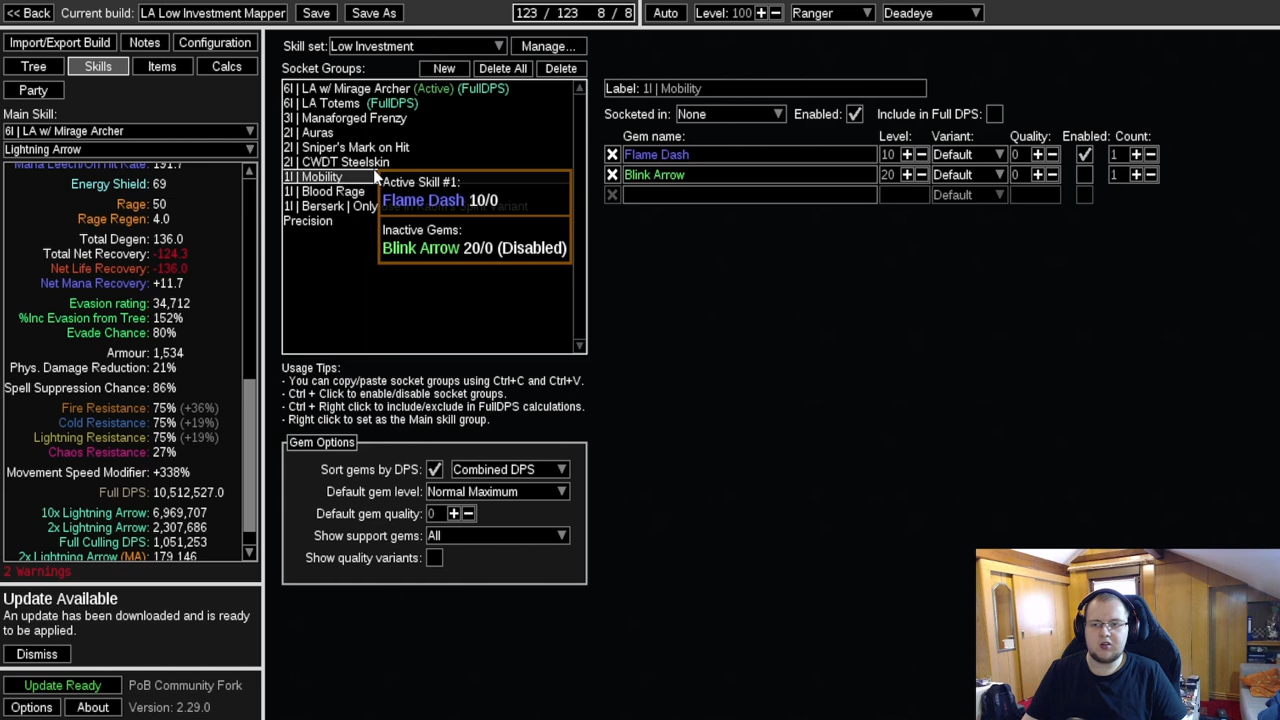 << Back Current build: LA Low Investment Mapper Save Save As 123 / 123 8 / 8 Auto Level: 100 Ranger Deadeye
Import/Export Build Notes Configuration
Tree Skills Items Calcs
Party
Main Skill:
6l | LA w/ Mirage Archer
Lightning Arrow
Mana Leech/On Hit Rate: 191.7
Energy Shield: 69
Rage: 50
Rage Regen: 4.0
Total Degen: 136.0
Total Net Recovery: -124.3
Net Life Recovery: -136.0
Net Mana Recovery: +11.7
Evasion rating: 34,712
%Inc Evasion from Tree: 152%
Evade Chance: 80%
Armour: 1,534
Phys. Damage Reduction: 21%
Spell Suppression Chance: 86%
Fire Resistance: 75% (+36%)
Cold Resistance: 75% (+19%)
Lightning Resistance: 75% (+19%)
Chaos Resistance: 27%
Movement Speed Modifier: +338%
Full DPS: 10,512,527.0
10x Lightning Arrow: 6,969,707
2x Lightning Arrow: 2,307,686
Full Culling DPS: 1,051,253
2x Lightning Arrow (MA): 179,146
2 Warnings
Update Available
An update has been downloaded and is ready
to be applied.
Dismiss
Update Ready PoB Community Fork
Options About Version: 2.29.0
Skill set: Low Investment Manage...
Socket Groups: New Delete All Delete
6l | LA w/ Mirage Archer (Active) (FullDPS)
6l | LA Totems (FullDPS)
3l | Manaforged Frenzy
2l | Auras
2l | Sniper's Mark on Hit
2l | CWDT Steelskin
1l | Mobility
1l | Blood Rage
1l | Berserk | Only
Precision
Active Skill #1:
Flame Dash 10/0
Inactive Gems:
Blink Arrow 20/0 (Disabled)
Usage Tips:
- You can copy/paste socket groups using Ctrl+C and Ctrl+V.
- Ctrl + Click to enable/disable socket groups.
- Ctrl + Right click to include/exclude in FullDPS calculations.
- Right click to set as the Main skill group.
Gem Options
Sort gems by DPS: Combined DPS
Default gem level: Normal Maximum
Default gem quality: 0
Show support gems: All
Show quality variants:
Label: 1l | Mobility
Socketed in: None Enabled: Include in Full DPS:
Gem name: Level: Variant: Quality: Enabled: Count:
Flame Dash 10 Default 0 1
Blink Arrow 20 Default 0 1
Default